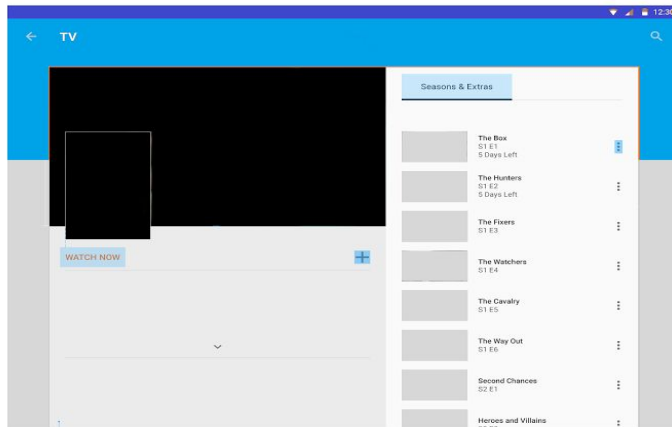 12:30
TV
Seasons & Extras
The Box
S1 E1
5 Days Left
The Hunters
S1 E2
5 Days Left
The Fixers
S1 E3
The Watchers
S1 E4
The Cavalry
S1 E5
The Way Out
S1 E6
Second Chances
S2 E1
Heroes and Villains
WATCH NOW